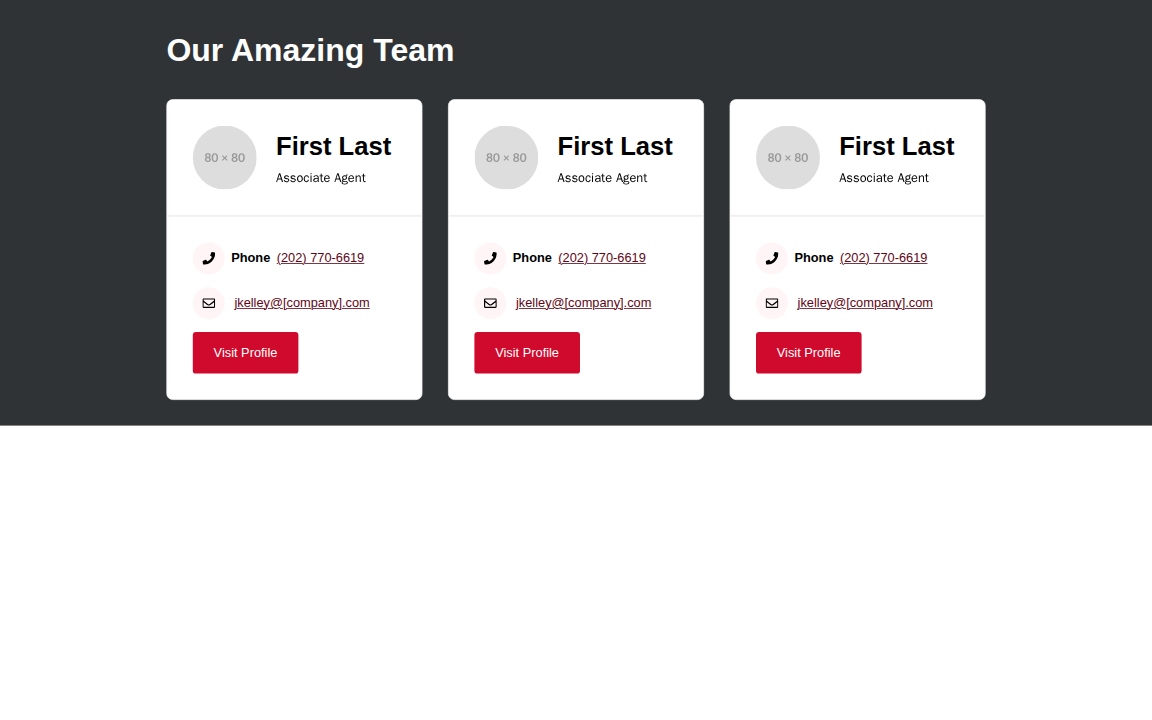 Our Amazing Team
80 × 80
First Last
Associate Agent
Phone (202) 770-6619
jkelley@[company].com
Visit Profile
80 × 80
First Last
Associate Agent
Phone (202) 770-6619
jkelley@[company].com
Visit Profile
80 × 80
First Last
Associate Agent
Phone (202) 770-6619
jkelley@[company].com
Visit Profile